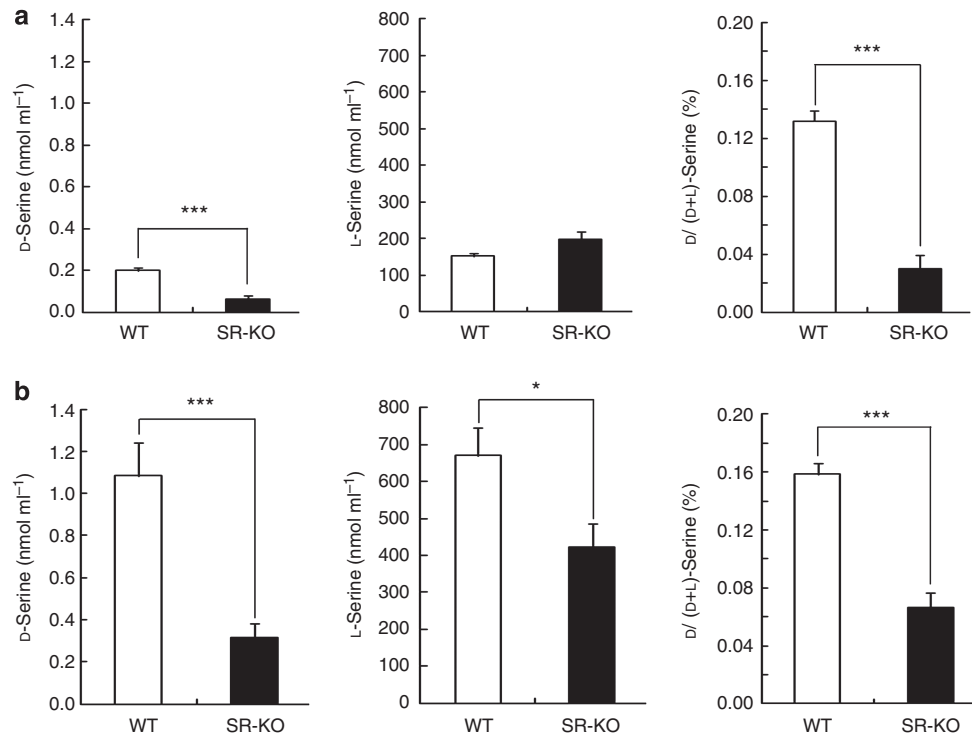 a
D-Serine (nmol ml⁻¹)
1.4
1.2
1.0
0.8
0.6
0.4
0.2
0.0
***
WT
SR-KO
L-Serine (nmol ml⁻¹)
800
700
600
500
400
300
200
100
0
WT
SR-KO
D/ (D+L)-Serine (%)
0.20
0.16
0.12
0.08
0.04
0.00
***
WT
SR-KO
b
D-Serine (nmol ml⁻¹)
1.4
1.2
1.0
0.8
0.6
0.4
0.2
0.0
***
WT
SR-KO
L-Serine (nmol ml⁻¹)
800
700
600
500
400
300
200
100
0
*
WT
SR-KO
D/ (D+L)-Serine (%)
0.20
0.16
0.12
0.08
0.04
0.00
***
WT
SR-KO